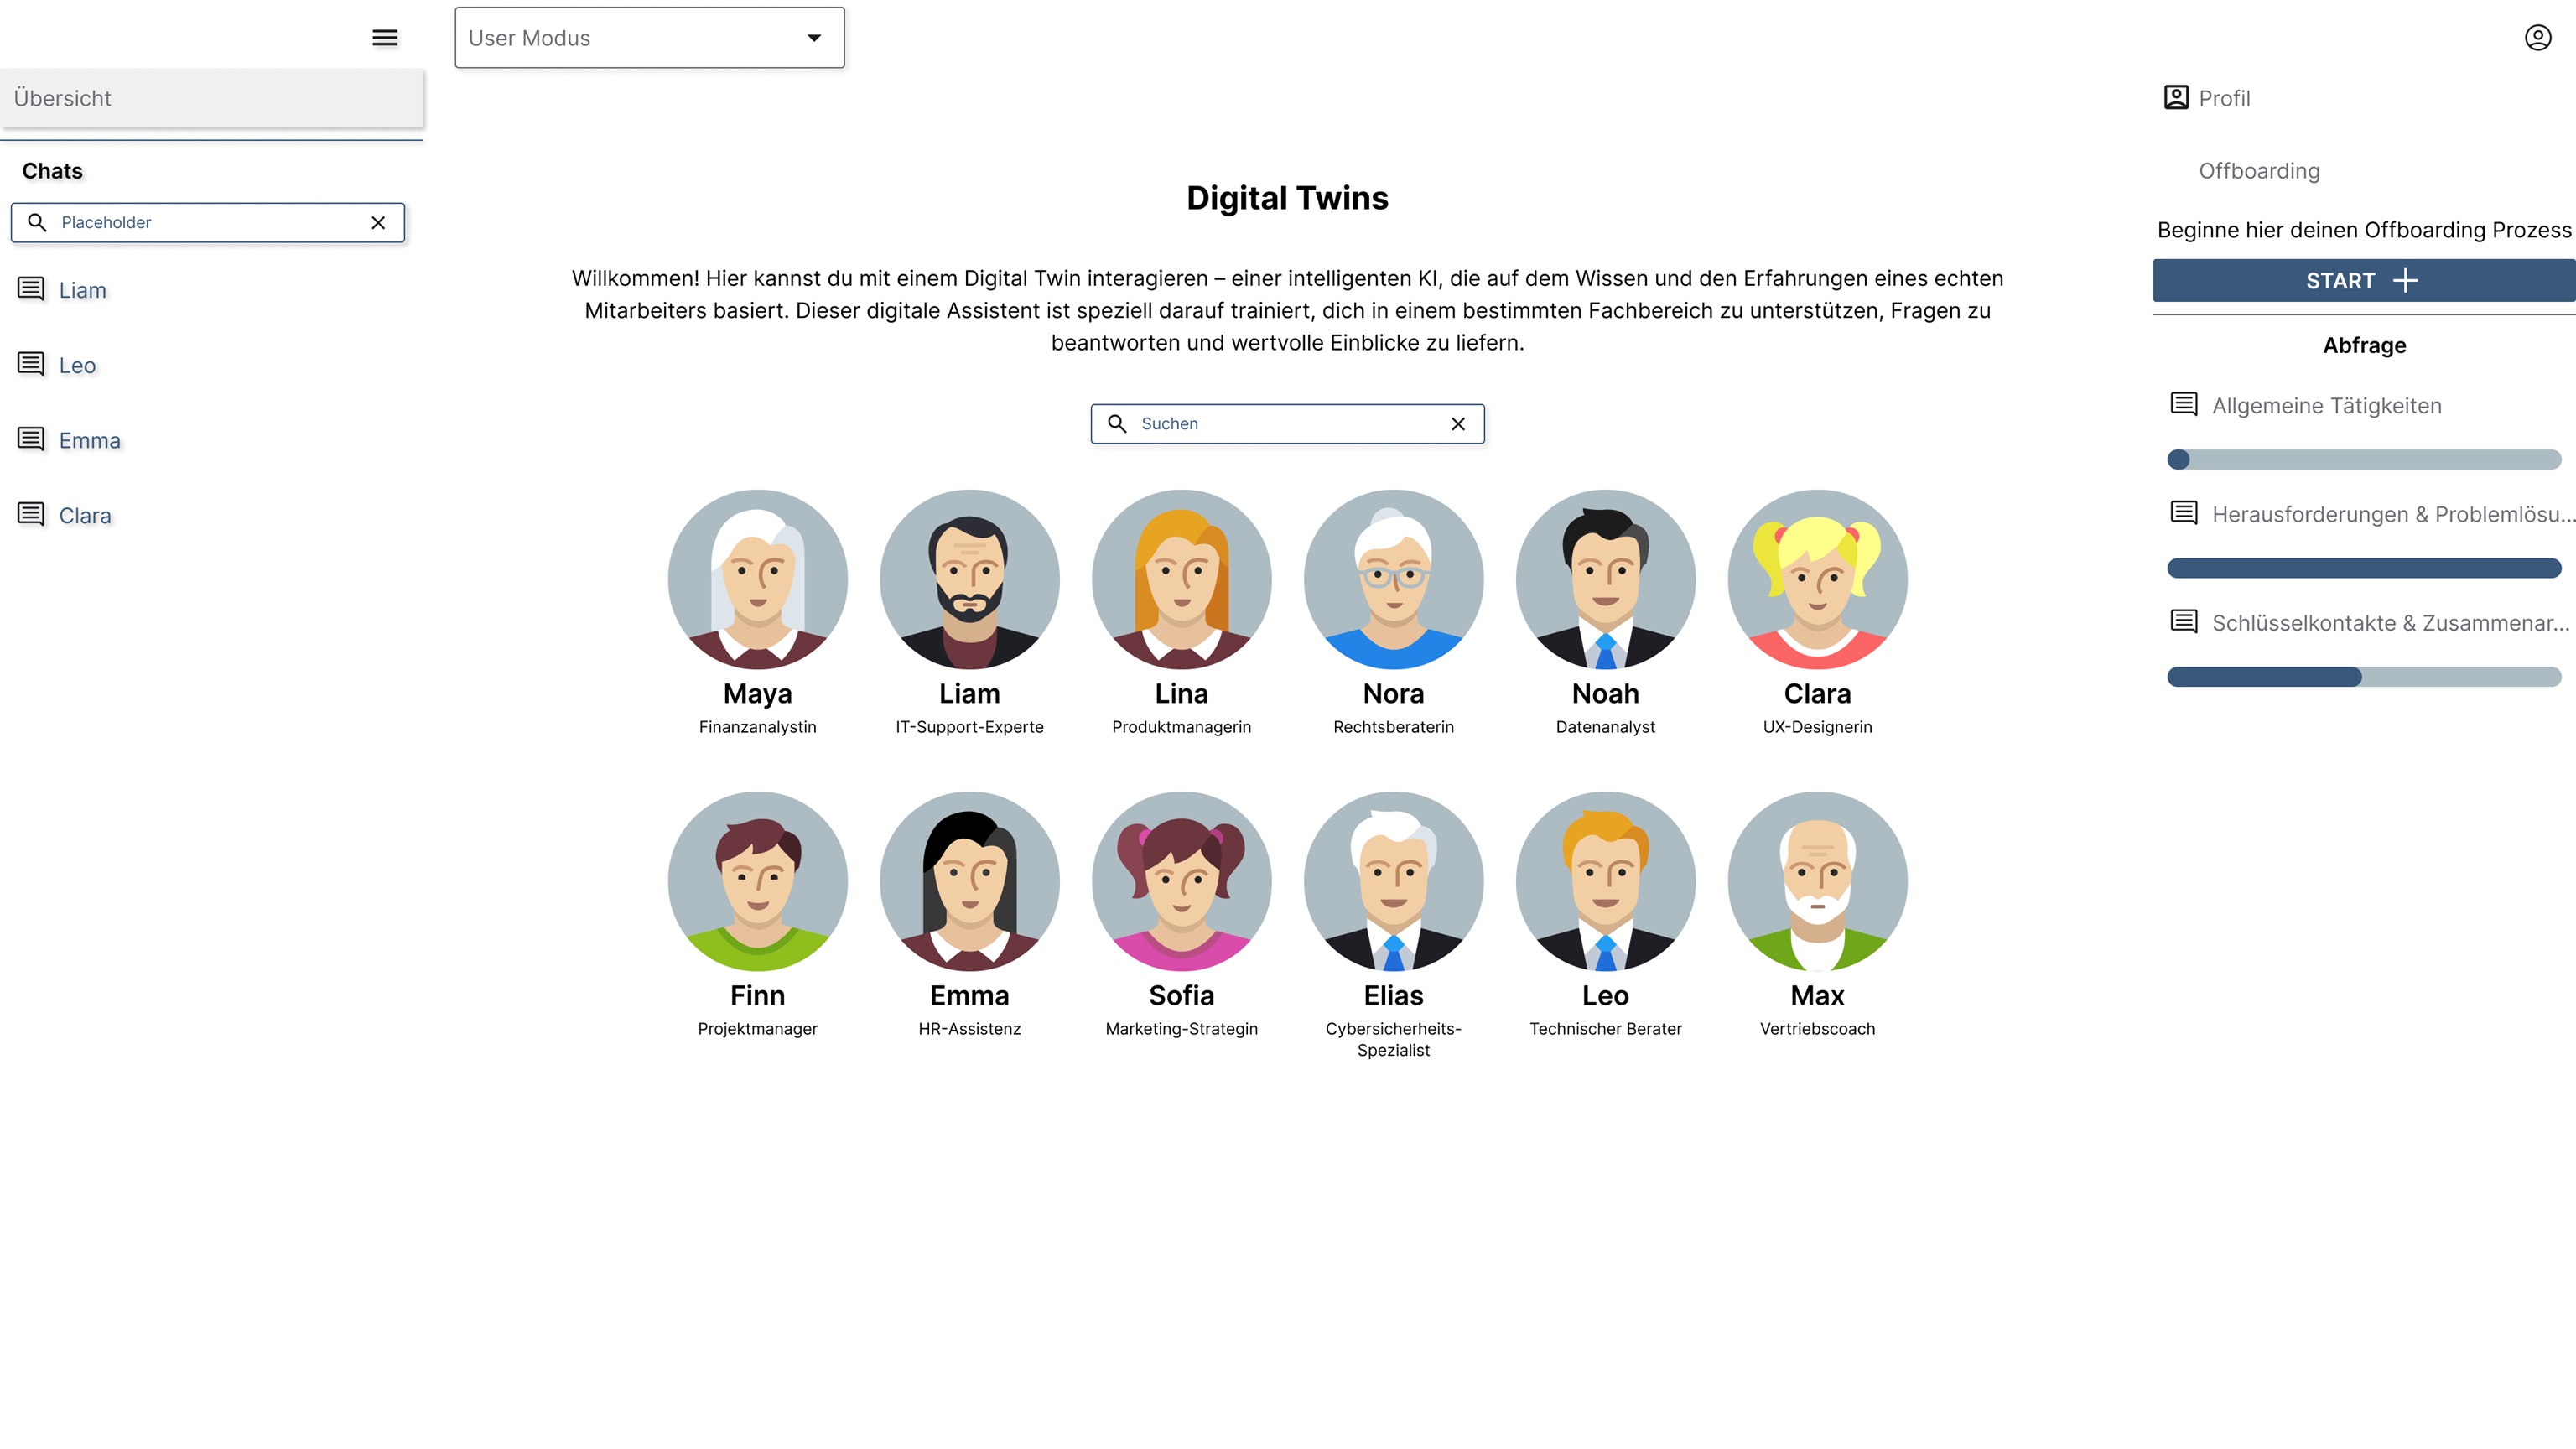 User Modus
Übersicht
Chats
Placeholder
Liam
Leo
Emma
Clara
Digital Twins
Willkommen! Hier kannst du mit einem Digital Twin interagieren – einer intelligenten KI, die auf dem Wissen und den Erfahrungen eines echten
Mitarbeiters basiert. Dieser digitale Assistent ist speziell darauf trainiert, dich in einem bestimmten Fachbereich zu unterstützen, Fragen zu
beantworten und wertvolle Einblicke zu liefern.
Suchen
Maya
Finanzanalystin
Liam
IT-Support-Experte
Lina
Produktmanagerin
Nora
Rechtsberaterin
Noah
Datenanalyst
Clara
UX-Designerin
Finn
Projektmanager
Emma
HR-Assistenz
Sofia
Marketing-Strategin
Elias
Cybersicherheits-
Spezialist
Leo
Technischer Berater
Max
Vertriebscoach
Profil
Offboarding
Beginne hier deinen Offboarding Prozess
START
Abfrage
Allgemeine Tätigkeiten
Herausforderungen & Problemlösu...
Schlüsselkontakte & Zusammenar...